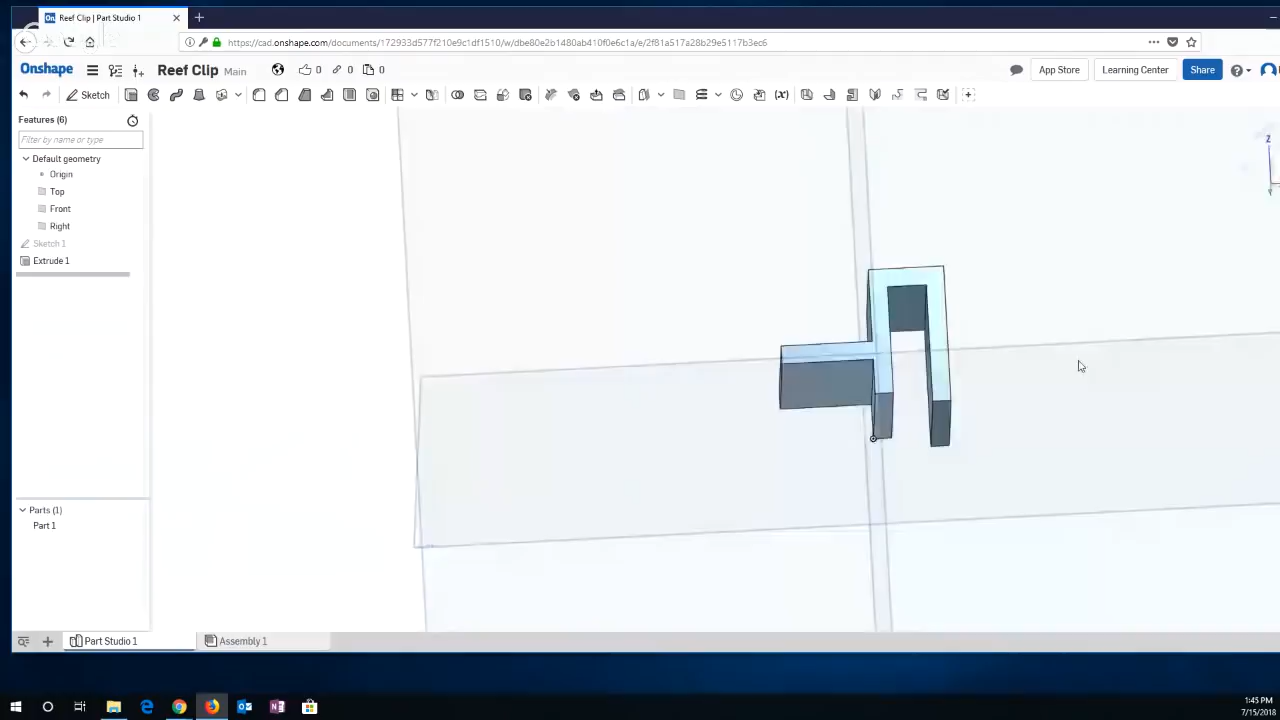 Reef Clip | Part Studio 1
https://cad.onshape.com/documents/172933d577f210e9c1df1510/w/dbe80e2b1480ab410f0e6c1a/e/2f81a517a28b29e5117b3ec6
Onshape Reef Clip Main 0 0 0 App Store Learning Center Share
Sketch (x)
Features (6)
Filter by name or type
Default geometry
Origin
Top
Front
Right
Sketch 1
Extrude 1
Z
Y
Parts (1)
Part 1
Part Studio 1 Assembly 1
1:45 PM
7/15/2018